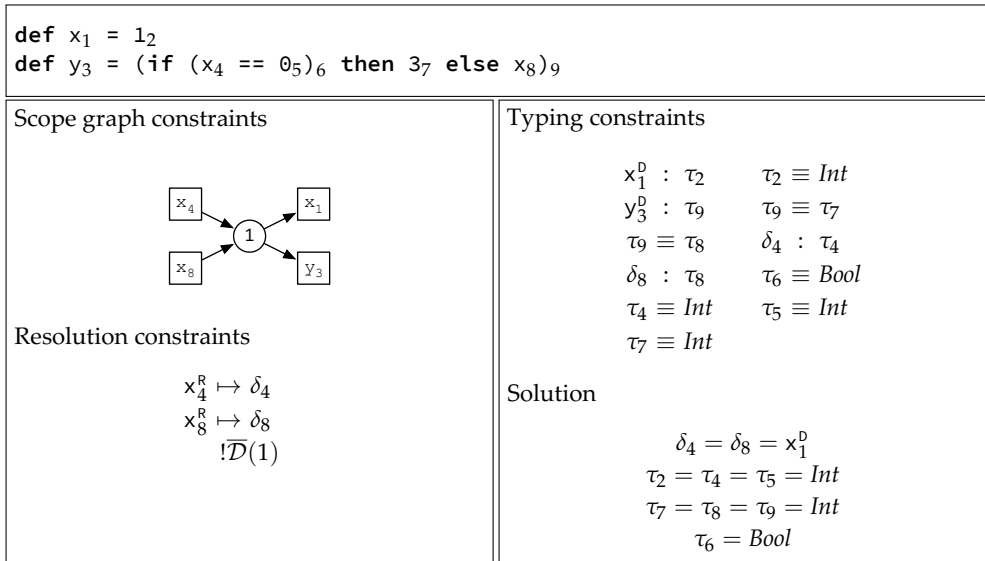 def x₁ = 1₂
def y₃ = (if (x₄ == 0₅)₆ then 3₇ else x₈)₉
Scope graph constraints
x₄ x₁
1
x₈ y₃
Resolution constraints
x₄ᴿ ↦ δ₄
x₈ᴿ ↦ δ₈
!𝒟̅(1)
Typing constraints
x₁ᴰ : τ₂ τ₂ ≡ Int
y₃ᴰ : τ₉ τ₉ ≡ τ₇
τ₉ ≡ τ₈ δ₄ : τ₄
δ₈ : τ₈ τ₆ ≡ Bool
τ₄ ≡ Int τ₅ ≡ Int
τ₇ ≡ Int
Solution
δ₄ = δ₈ = x₁ᴰ
τ₂ = τ₄ = τ₅ = Int
τ₇ = τ₈ = τ₉ = Int
τ₆ = Bool